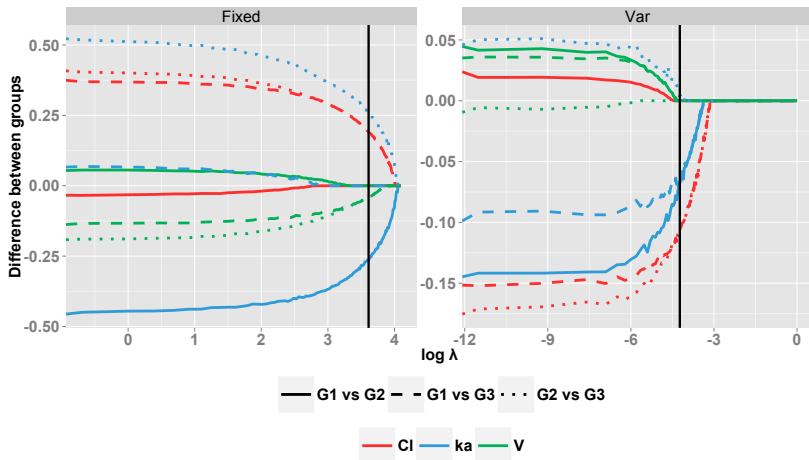 Fixed
Var
Difference between groups
0.50
0.25
0.00
-0.25
-0.50
0 1 2 3 4
0.05
0.00
-0.05
-0.10
-0.15
-12 -9 -6 -3 0
log λ
G1 vs G2 G1 vs G3 G2 vs G3
Cl ka V